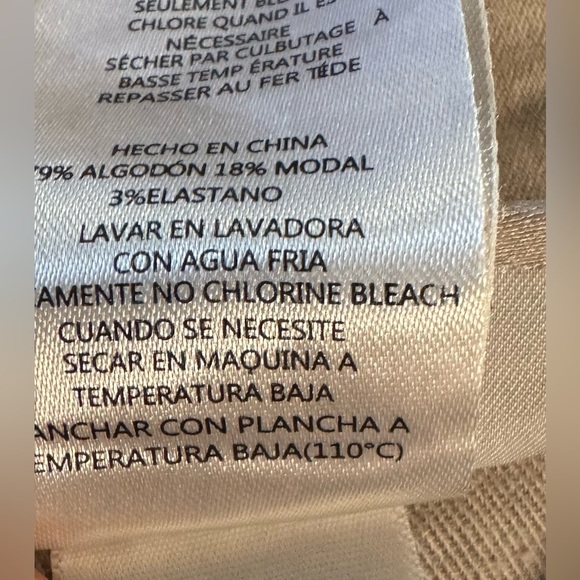 SEULEMENT
CHLORE QUAND IL
NÉCESSAIRE
SÉCHER PAR CULBUTAGE À
BASSE TEMP ÉRATURE
REPASSER AU FER TÉDE
HECHO EN CHINA
9% ALGODÓN 18% MODAL
3%ELASTANO
LAVAR EN LAVADORA
CON AGUA FRIA
AMENTE NO CHLORINE BLEACH
CUANDO SE NECESITE
SECAR EN MAQUINA A
TEMPERATURA BAJA
ANCHAR CON PLANCHA A
EMPERATURA BAJA(110°C)